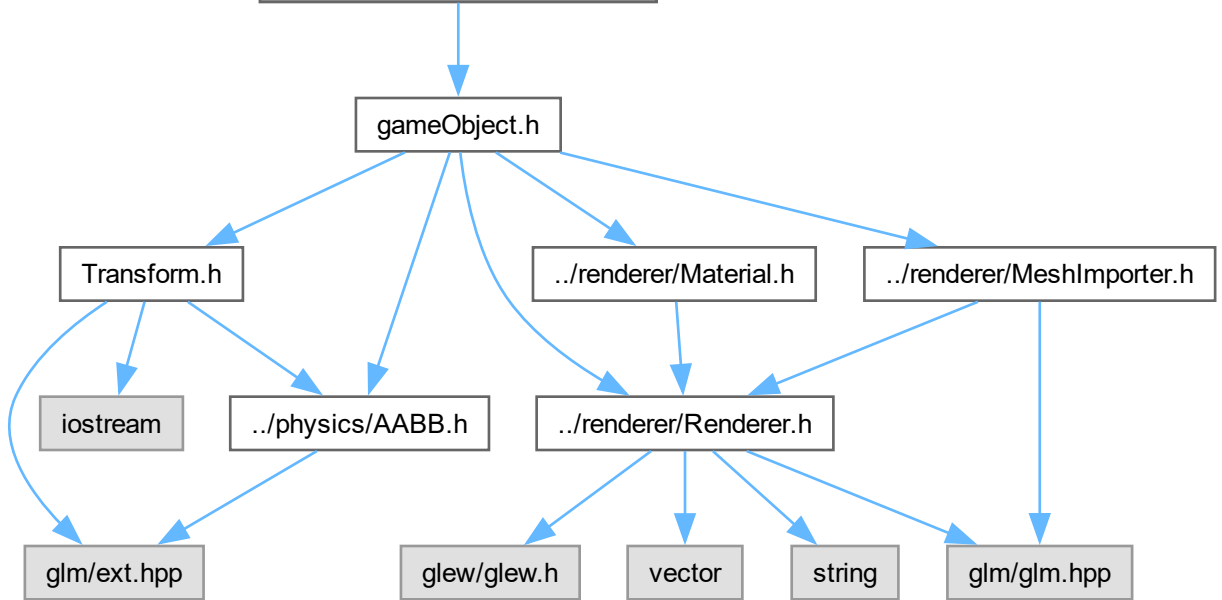 gameObject.h
Transform.h
../renderer/Material.h
../renderer/MeshImporter.h
iostream
../physics/AABB.h
../renderer/Renderer.h
glm/ext.hpp
glew/glew.h
vector
string
glm/glm.hpp